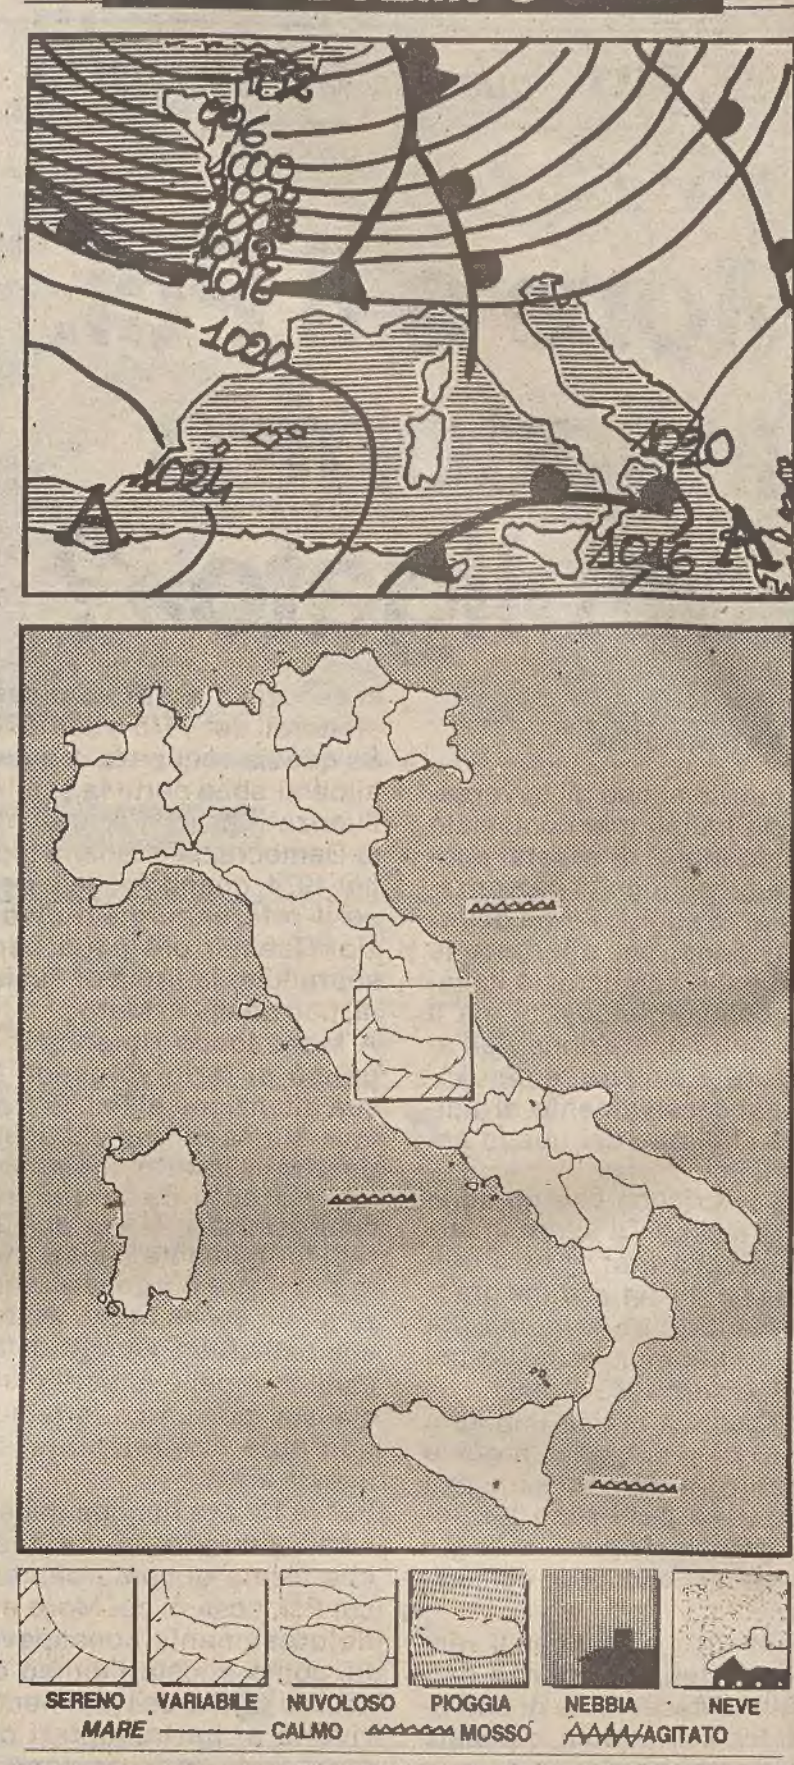 996
1000
1004
1008
1012
1016
1020
1024
A
1020
1016
A
SERENO VARIABILE NUVOLOSO PIOGGIA NEBBIA NEVE
MARE CALMO MOSSO AGITATO